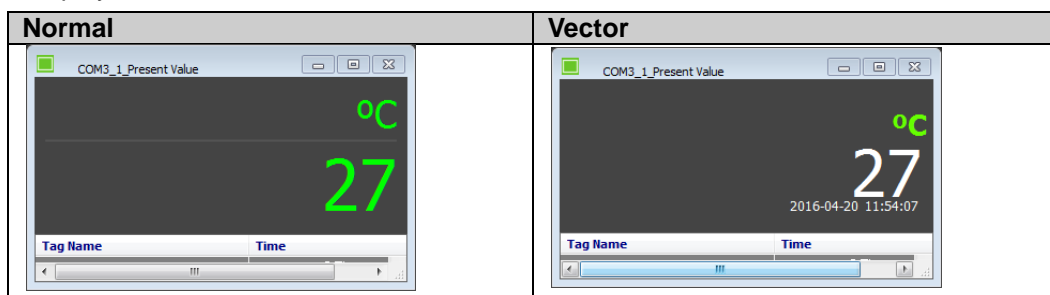 Normal
Vector
COM3_1_Present Value
ºC
27
Tag Name Time
COM3_1_Present Value
ºC
27
2016-04-20 11:54:07
Tag Name Time